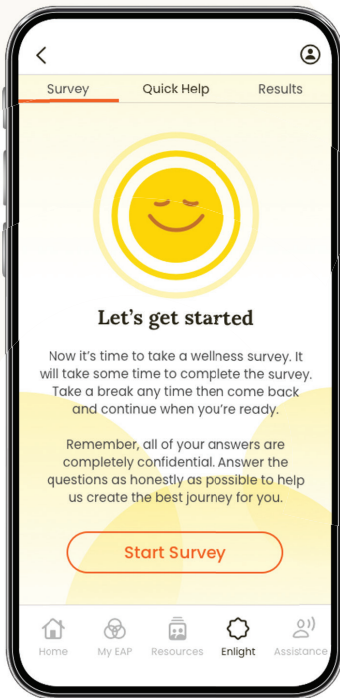 Survey Quick Help Results
Let's get started
Now it's time to take a wellness survey. It
will take some time to complete the survey.
Take a break any time then come back
and continue when you're ready.
Remember, all of your answers are
completely confidential. Answer the
questions as honestly as possible to help
us create the best journey for you.
Start Survey
Home My EAP Resources Enlight Assistance